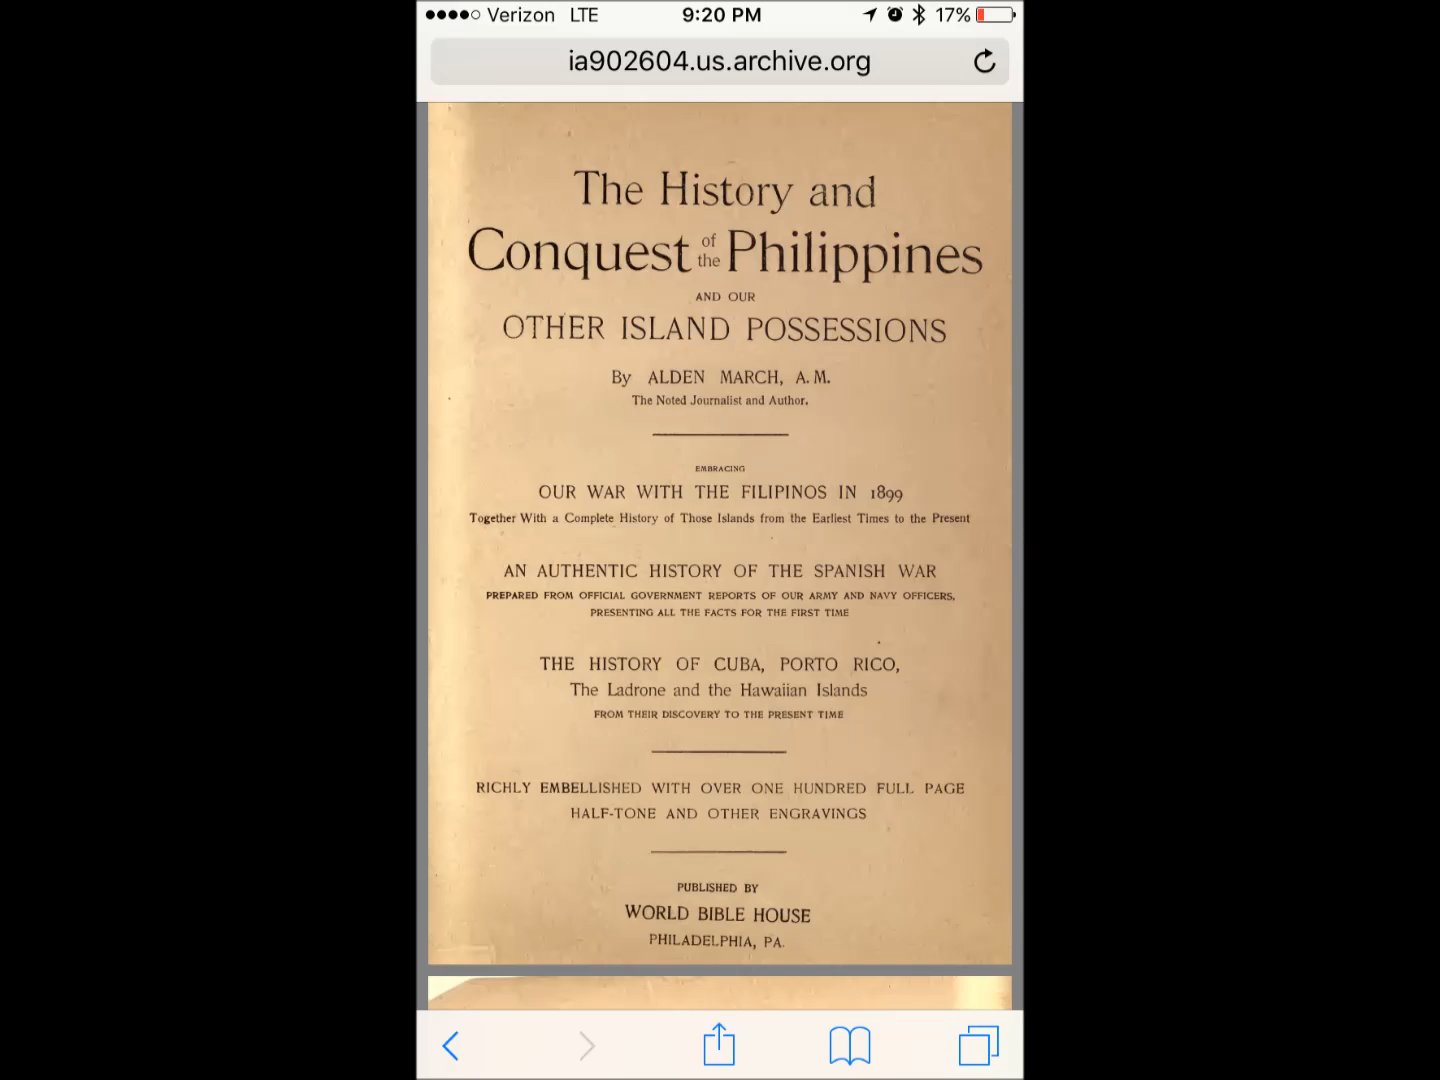 Verizon LTE 9:20 PM 17%
ia902604.us.archive.org
The History and
Conquest of the Philippines
AND OUR
OTHER ISLAND POSSESSIONS
By ALDEN MARCH, A. M.
The Noted Journalist and Author.
EMBRACING
OUR WAR WITH THE FILIPINOS IN 1899
Together With a Complete History of Those Islands from the Earliest Times to the Present
AN AUTHENTIC HISTORY OF THE SPANISH WAR
PREPARED FROM OFFICIAL GOVERNMENT REPORTS OF OUR ARMY AND NAVY OFFICERS,
PRESENTING ALL THE FACTS FOR THE FIRST TIME
THE HISTORY OF CUBA, PORTO RICO,
The Ladrone and the Hawaiian Islands
FROM THEIR DISCOVERY TO THE PRESENT TIME
RICHLY EMBELLISHED WITH OVER ONE HUNDRED FULL PAGE
HALF-TONE AND OTHER ENGRAVINGS
PUBLISHED BY
WORLD BIBLE HOUSE
PHILADELPHIA, PA.